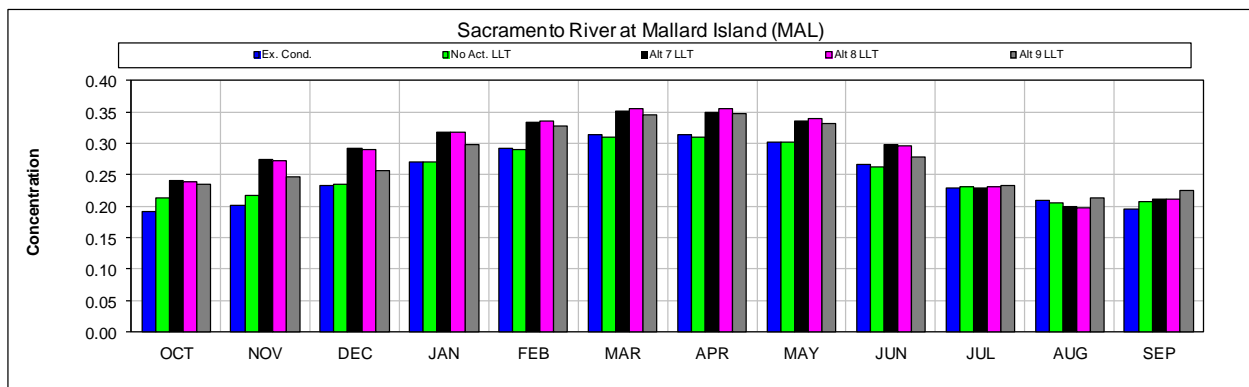 Sacramento River at Mallard Island (MAL)
Ex. Cond. No Act. LLT Alt 7 LLT Alt 8 LLT Alt 9 LLT
Concentration
0.40
0.35
0.30
0.25
0.20
0.15
0.10
0.05
0.00
OCT NOV DEC JAN FEB MAR APR MAY JUN JUL AUG SEP